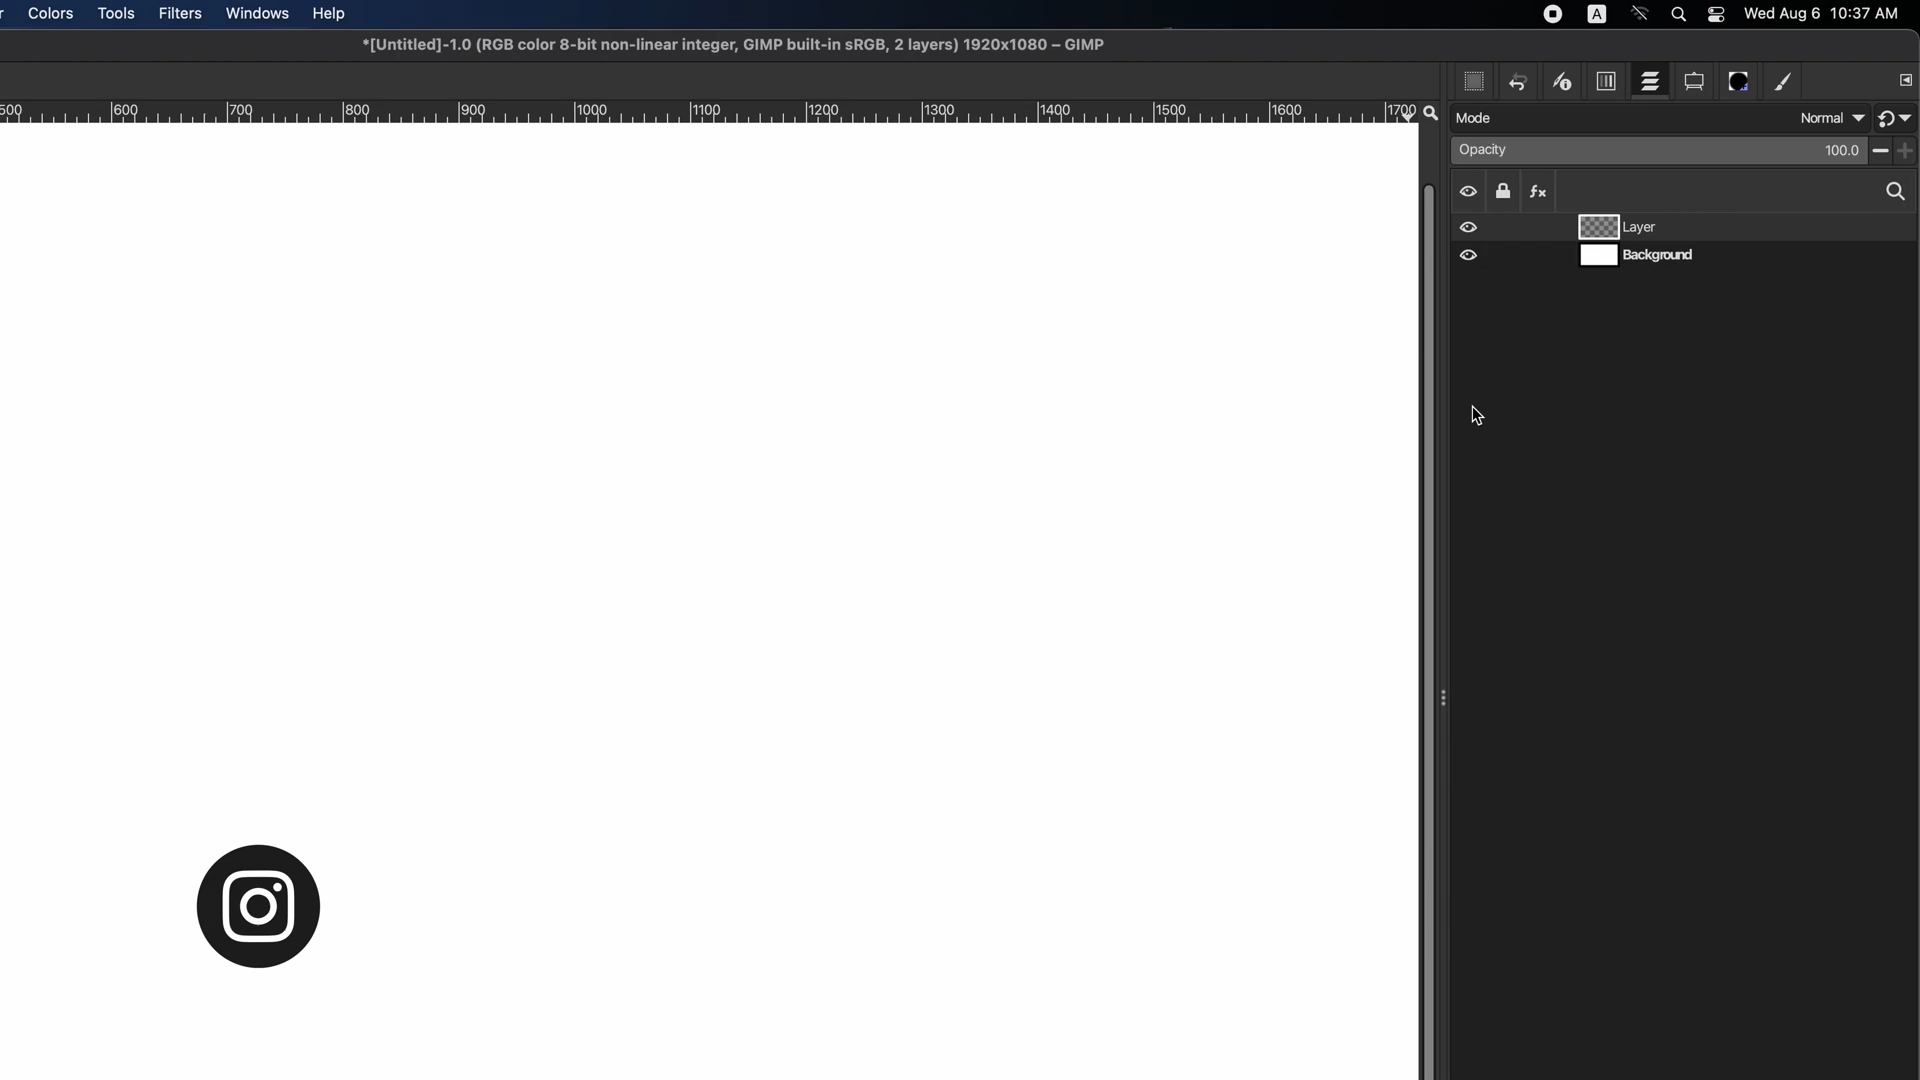 Colors Tools Filters Windows Help A Wed Aug 6 10:37 AM
*[Untitled]-1.0 (RGB color 8-bit non-linear integer, GIMP built-in sRGB, 2 layers) 1920x1080 – GIMP
500 600 700 800 900 1000 1100 1200 1300 1400 1500 1600 1700
Mode Normal
Opacity 100.0
fx
Layer
Background